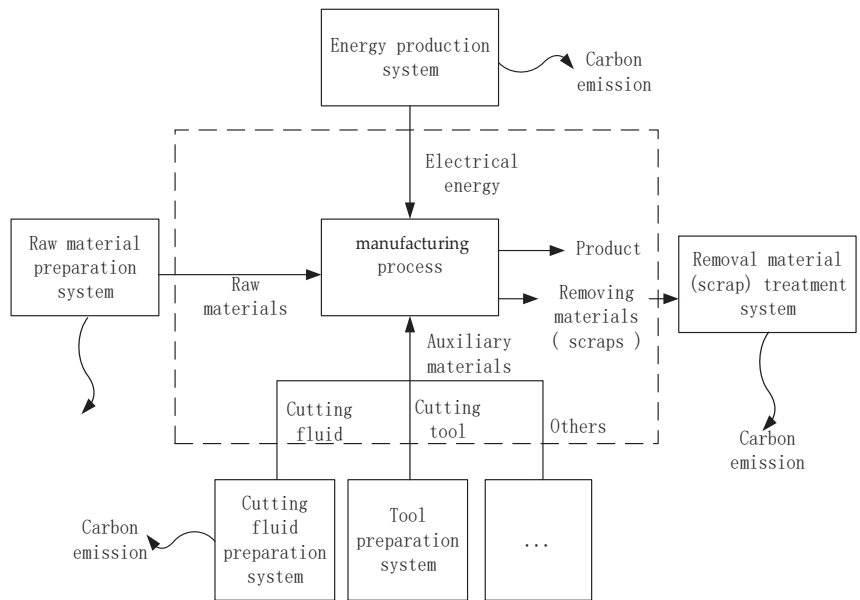 Energy production
system
Carbon
emission
Electrical
energy
Raw material
preparation
system
Raw
materials
manufacturing
process
Product
Removing
materials
( scraps )
Removal material
(scrap) treatment
system
Auxiliary
materials
Cutting
fluid
Cutting
tool
Others
Carbon
emission
Carbon
emission
Cutting
fluid
preparation
system
Tool
preparation
system
...